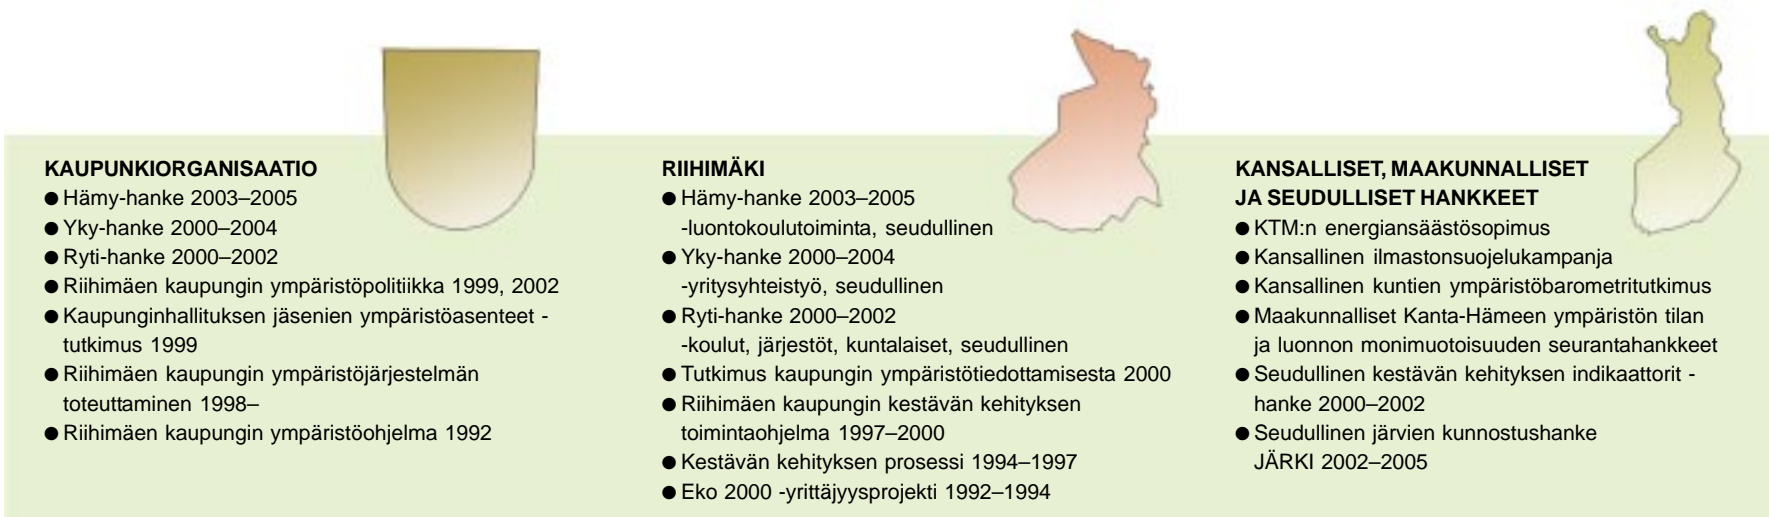 KAUPUNKIORGANISAATIO
● Hämy-hanke 2003–2005
● Yky-hanke 2000–2004
● Ryti-hanke 2000–2002
● Riihimäen kaupungin ympäristöpolitiikka 1999, 2002
● Kaupunginhallituksen jäsenien ympäristöasenteet -
tutkimus 1999
● Riihimäen kaupungin ympäristöjärjestelmän
toteuttaminen 1998–
● Riihimäen kaupungin ympäristöohjelma 1992
RIIHIMÄKI
● Hämy-hanke 2003–2005
-luontokoulutoiminta, seudullinen
● Yky-hanke 2000–2004
-yritysyhteistyö, seudullinen
● Ryti-hanke 2000–2002
-koulut, järjestöt, kuntalaiset, seudullinen
● Tutkimus kaupungin ympäristötiedottamisesta 2000
● Riihimäen kaupungin kestävän kehityksen
toimintaohjelma 1997–2000
● Kestävän kehityksen prosessi 1994–1997
● Eko 2000 -yrittäjyysprojekti 1992–1994
KANSALLISET, MAAKUNNALLISET
JA SEUDULLISET HANKKEET
● KTM:n energiansäästösopimus
● Kansallinen ilmastonsuojelukampanja
● Kansallinen kuntien ympäristöbarometritutkimus
● Maakunnalliset Kanta-Hämeen ympäristön tilan
ja luonnon monimuotoisuuden seurantahankkeet
● Seudullinen kestävän kehityksen indikaattorit -
hanke 2000–2002
● Seudullinen järvien kunnostushanke
JÄRKI 2002–2005